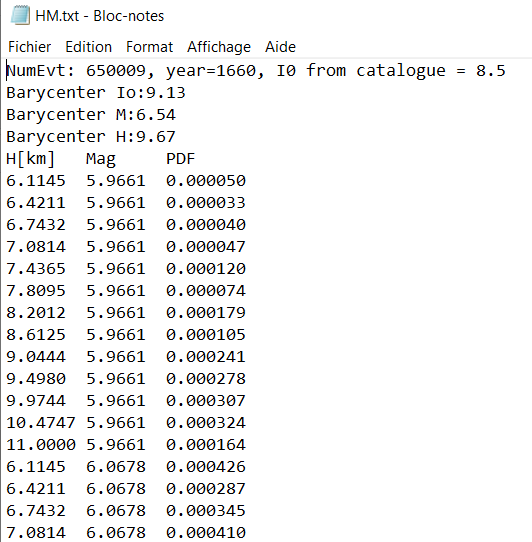 HM.txt - Bloc-notes
Fichier Edition Format Affichage Aide
NumEvt: 650009, year=1660, I0 from catalogue = 8.5
Barycenter Io:9.13
Barycenter M:6.54
Barycenter H:9.67
H[km] Mag PDF
6.1145 5.9661 0.000050
6.4211 5.9661 0.000033
6.7432 5.9661 0.000040
7.0814 5.9661 0.000047
7.4365 5.9661 0.000120
7.8095 5.9661 0.000074
8.2012 5.9661 0.000179
8.6125 5.9661 0.000105
9.0444 5.9661 0.000241
9.4980 5.9661 0.000278
9.9744 5.9661 0.000307
10.4747 5.9661 0.000324
11.0000 5.9661 0.000164
6.1145 6.0678 0.000426
6.4211 6.0678 0.000287
6.7432 6.0678 0.000345
7.0814 6.0678 0.000410